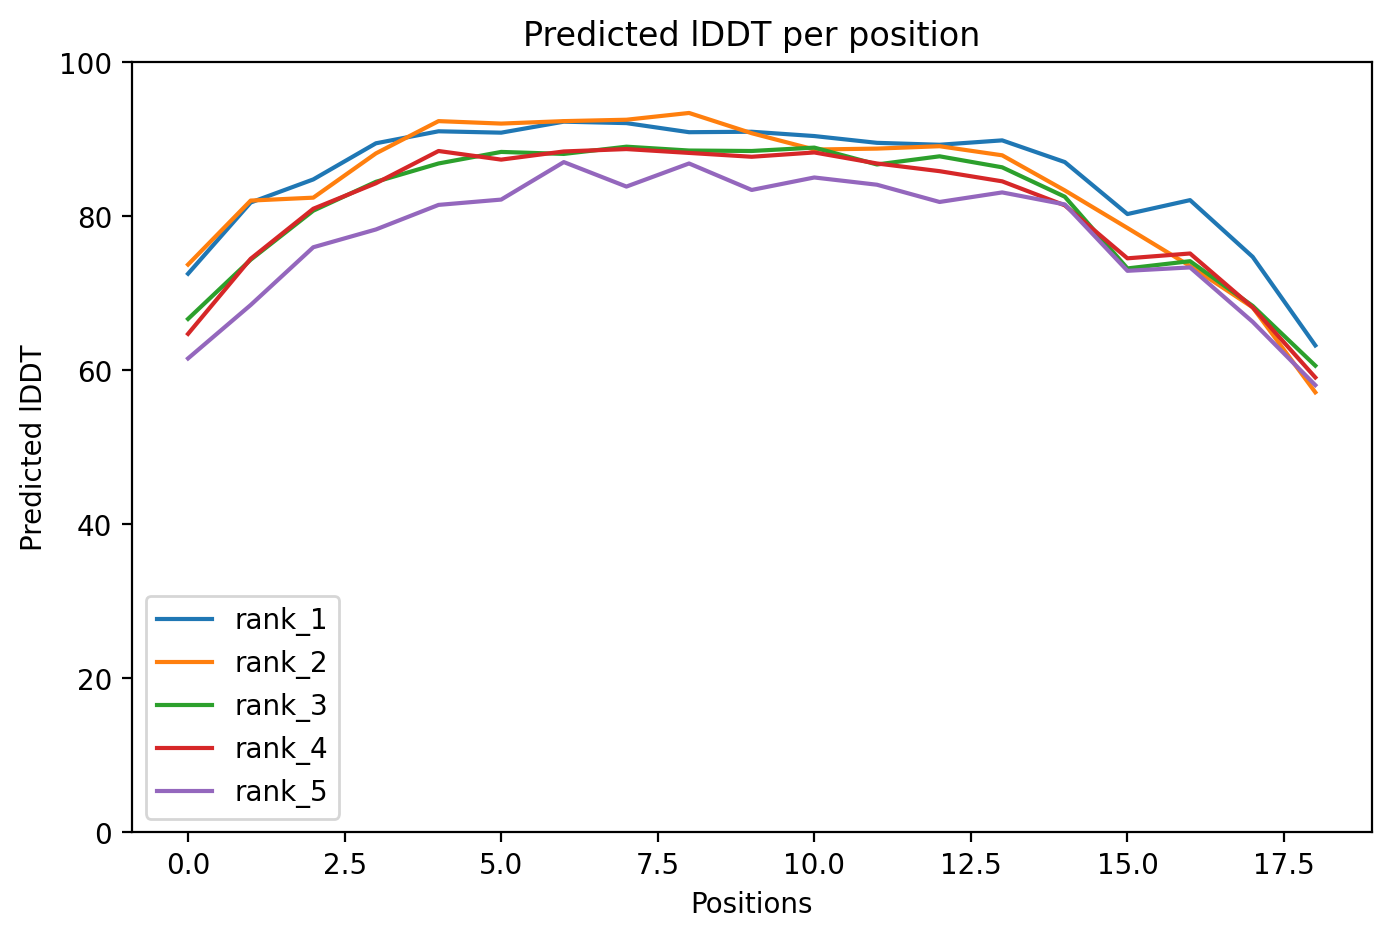 Predicted lDDT per position
100
80
60
40
20
0
Predicted lDDT
rank_1
rank_2
rank_3
rank_4
rank_5
0.0 2.5 5.0 7.5 10.0 12.5 15.0 17.5
Positions